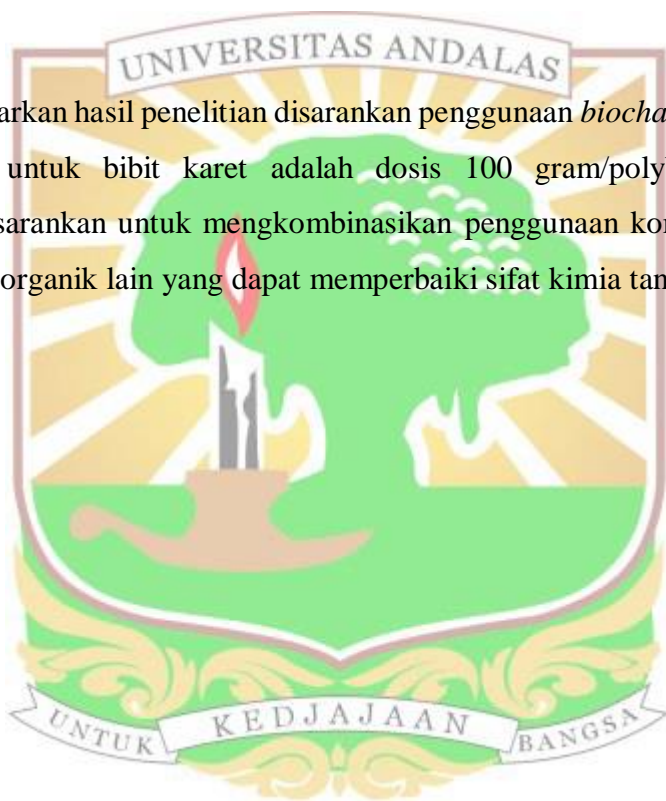 UNIVERSITAS ANDALAS
arkan hasil penelitian disarankan penggunaan biocha
untuk bibit karet adalah dosis 100 gram/poly
sarankan untuk mengkombinasikan penggunaan kor
organik lain yang dapat memperbaiki sifat kimia tan
UNTUK KEDJAJAAN BANGSA